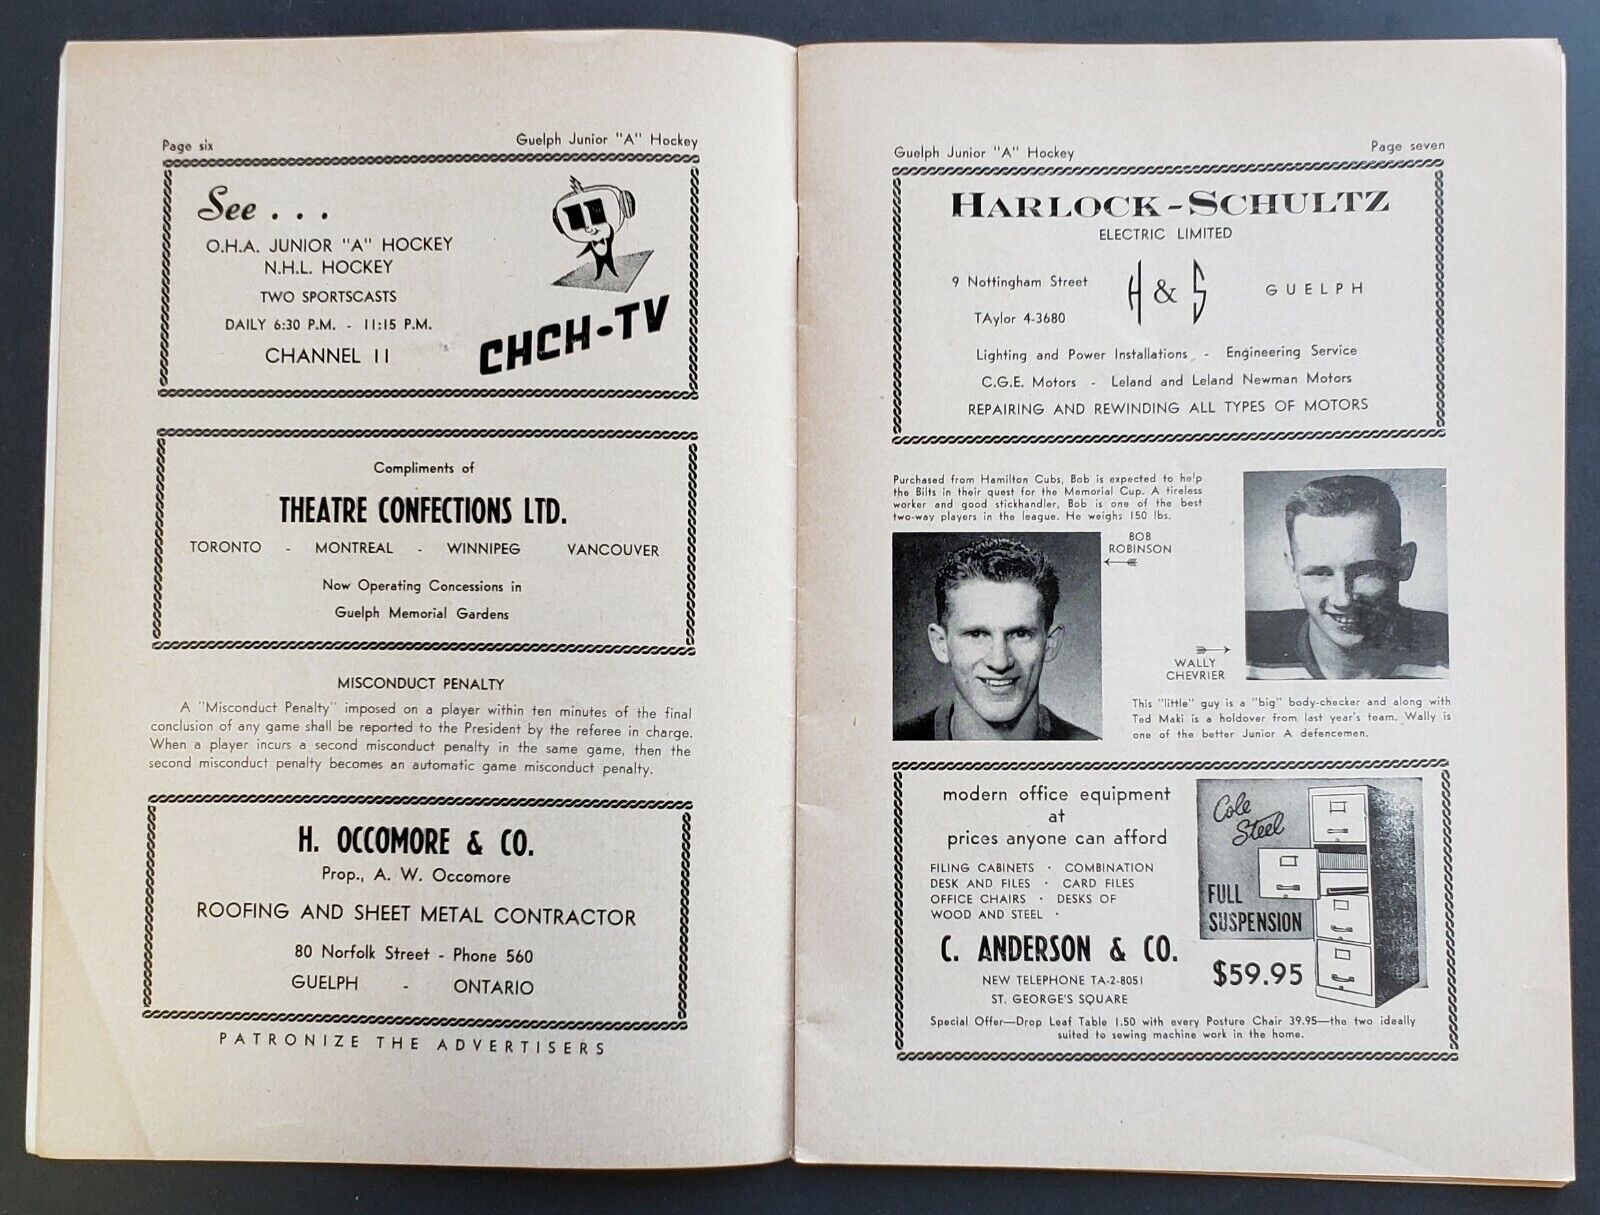 Page six
Guelph Junior "A" Hockey
See . . .
O.H.A. JUNIOR "A" HOCKEY
N.H.L. HOCKEY
TWO SPORTSCASTS
DAILY 6:30 P.M. - 11:15 P.M.
CHANNEL 11
CHCH-TV
Compliments of
THEATRE CONFECTIONS LTD.
TORONTO - MONTREAL - WINNIPEG VANCOUVER
Now Operating Concessions in
Guelph Memorial Gardens
MISCONDUCT PENALTY
A "Misconduct Penalty" imposed on a player within ten minutes of the final
conclusion of any game shall be reported to the President by the referee in charge.
When a player incurs a second misconduct penalty in the same game, then the
second misconduct penalty becomes an automatic game misconduct penalty.
H. OCCOMORE & CO.
Prop., A. W. Occomore
ROOFING AND SHEET METAL CONTRACTOR
80 Norfolk Street - Phone 560
GUELPH - ONTARIO
PATRONIZE THE ADVERTISERS
Guelph Junior "A" Hockey
Page seven
HARLOCK-SCHULTZ
ELECTRIC LIMITED
9 Nottingham Street
TAylor 4-3680
H & S
GUELPH
Lighting and Power Installations - Engineering Service
C.G.E. Motors - Leland and Leland Newman Motors
REPAIRING AND REWINDING ALL TYPES OF MOTORS
Purchased from Hamilton Cubs, Bob is expected to help
the Bilts in their quest for the Memorial Cup. A tireless
worker and good stickhandler, Bob is one of the best
two-way players in the league. He weighs 150 lbs.
BOB
ROBINSON
WALLY
CHEVRIER
This "little" guy is a "big" body-checker and along with
Ted Maki is a holdover from last year's team. Wally is
one of the better Junior A defencemen.
modern office equipment
at
prices anyone can afford
FILING CABINETS · COMBINATION
DESK AND FILES · CARD FILES
OFFICE CHAIRS · DESKS OF
WOOD AND STEEL ·
C. ANDERSON & CO.
NEW TELEPHONE TA-2-8051
ST. GEORGE'S SQUARE
Cole
Steel
FULL
SUSPENSION
$59.95
Special Offer—Drop Leaf Table 1.50 with every Posture Chair 39.95—the two ideally
suited to sewing machine work in the home.